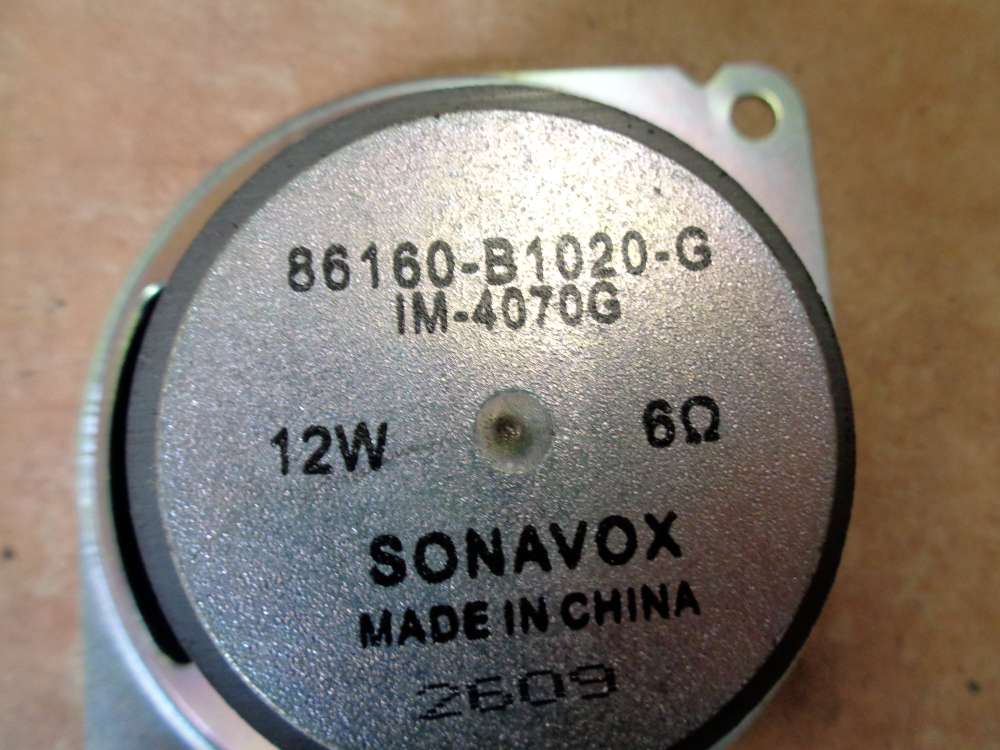 86160-B1020-G
IM-4070G
12W 6Ω
SONAVOX
MADE IN CHINA
2609